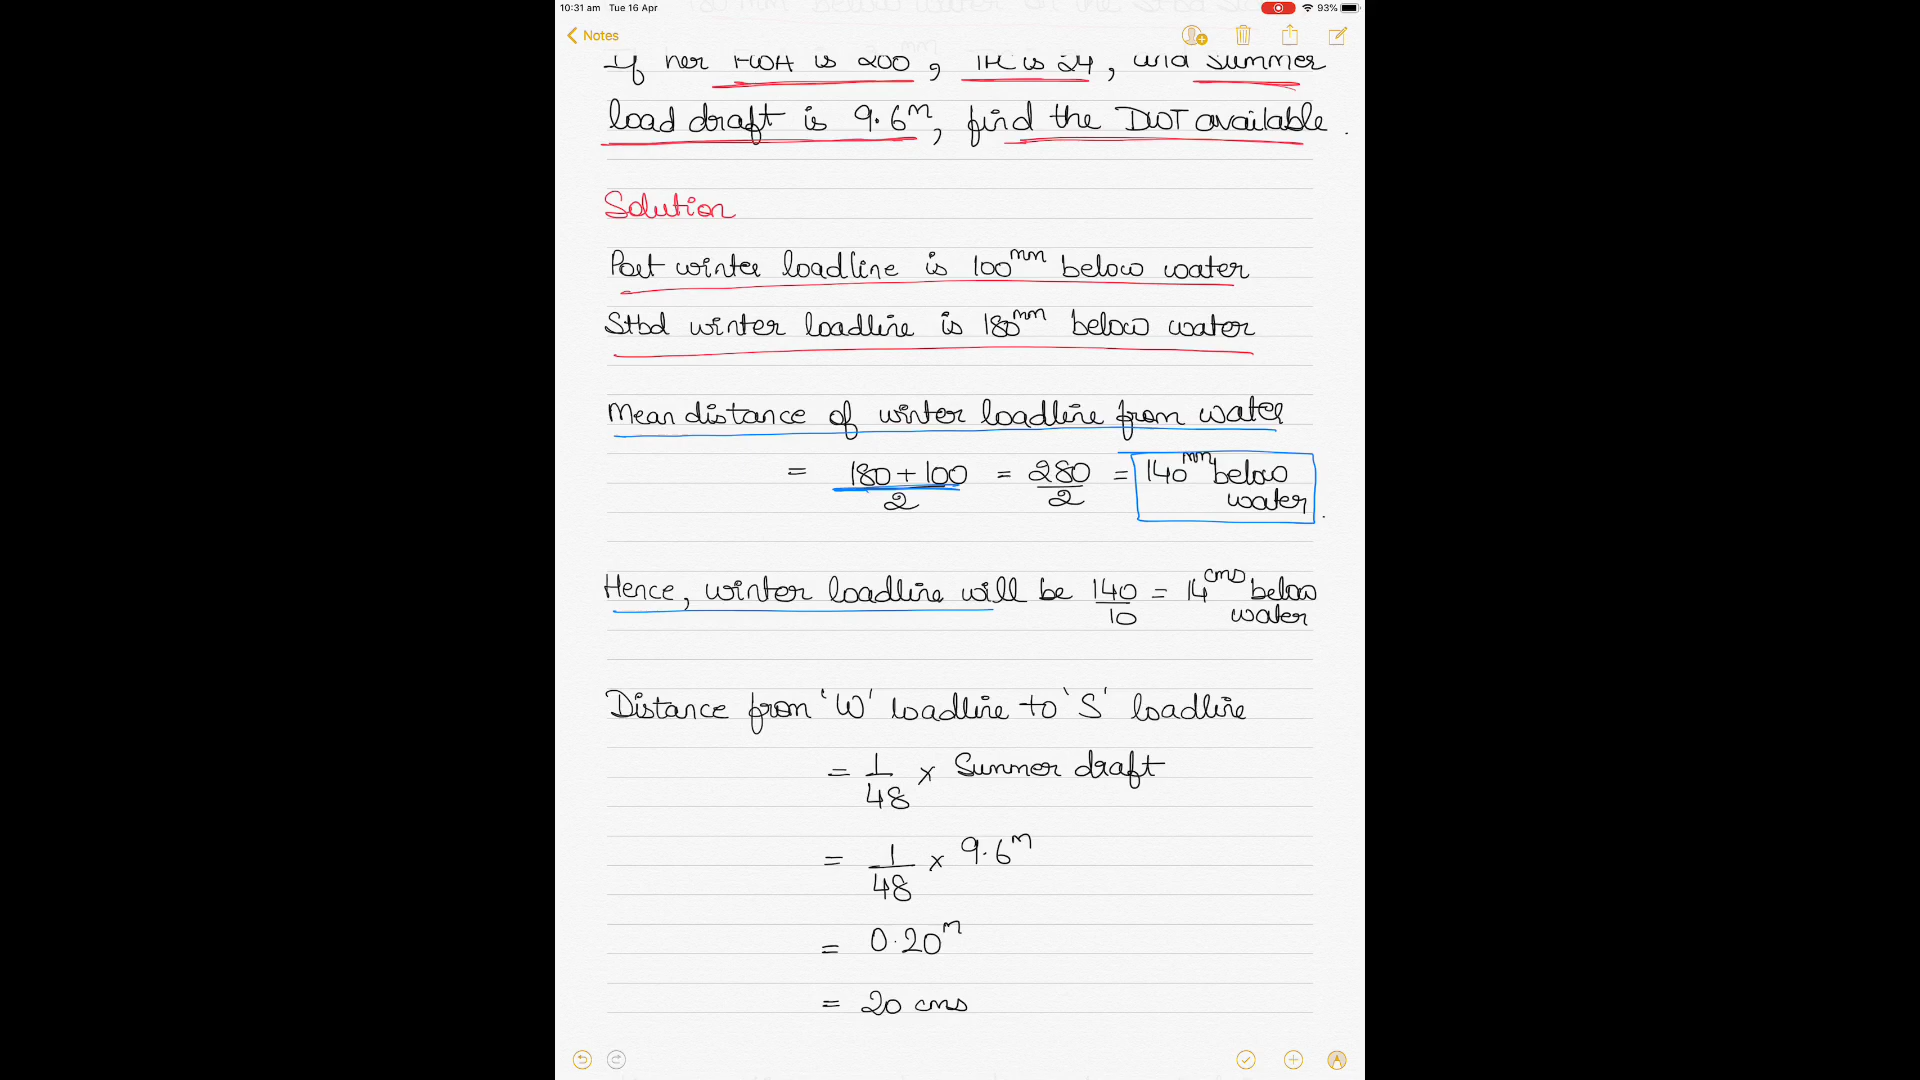 10:31 am Tue 16 Apr
93%
Notes
If her FWA is 200, TPC is 24, and summer
load draft is 9.6m, find the DWT available.
Solution
Port winter loadline is 100mm below water
Stbd winter loadline is 180mm below water
Mean distance of winter loadline from water
= 180+100/2 = 280/2 = 140mm below
water.
Hence, winter loadline will be 140/10 = 14cms below
water
Distance from 'W' loadline to 'S' loadline
= 1/48 × Summer draft
= 1/48 × 9.6m
= 0.20m
= 20 cms